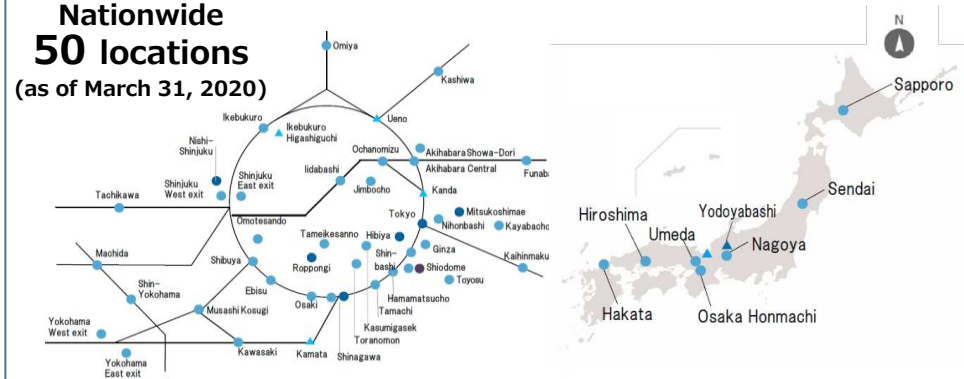 Nationwide
50 locations
(as of March 31, 2020)
Omiya
Kashiwa
Ikebukuro
Ikebukuro
Higashiguchi
Ueno
Nishi-
Shinjuku
Ochanomizu
Akihabara Showa-Dori
Akihabara Central
Funaba
Iidabashi
Jimbocho
Shinjuku
West exit
Shinjuku
East exit
Kanda
Tachikawa
Omotesando
Tokyo
Mitsukoshimae
Nihonbashi
Kayabacho
Tameikesanno
Hibiya
Machida
Shibuya
Roppongi
Shin-
bashi
Ginza
Shiodome
Kaihinmaku
Toyosu
Shin-
Yokohama
Ebisu
Osaki
Hamamatsucho
Tamachi
Musashi Kosugi
Kasumigasek
Toranomon
Yokohama
West exit
Yokohama
East exit
Kawasaki
Kamata
Shinagawa
N
Sapporo
Sendai
Hiroshima
Yodoyabashi
Umeda
Nagoya
Hakata
Osaka Honmachi